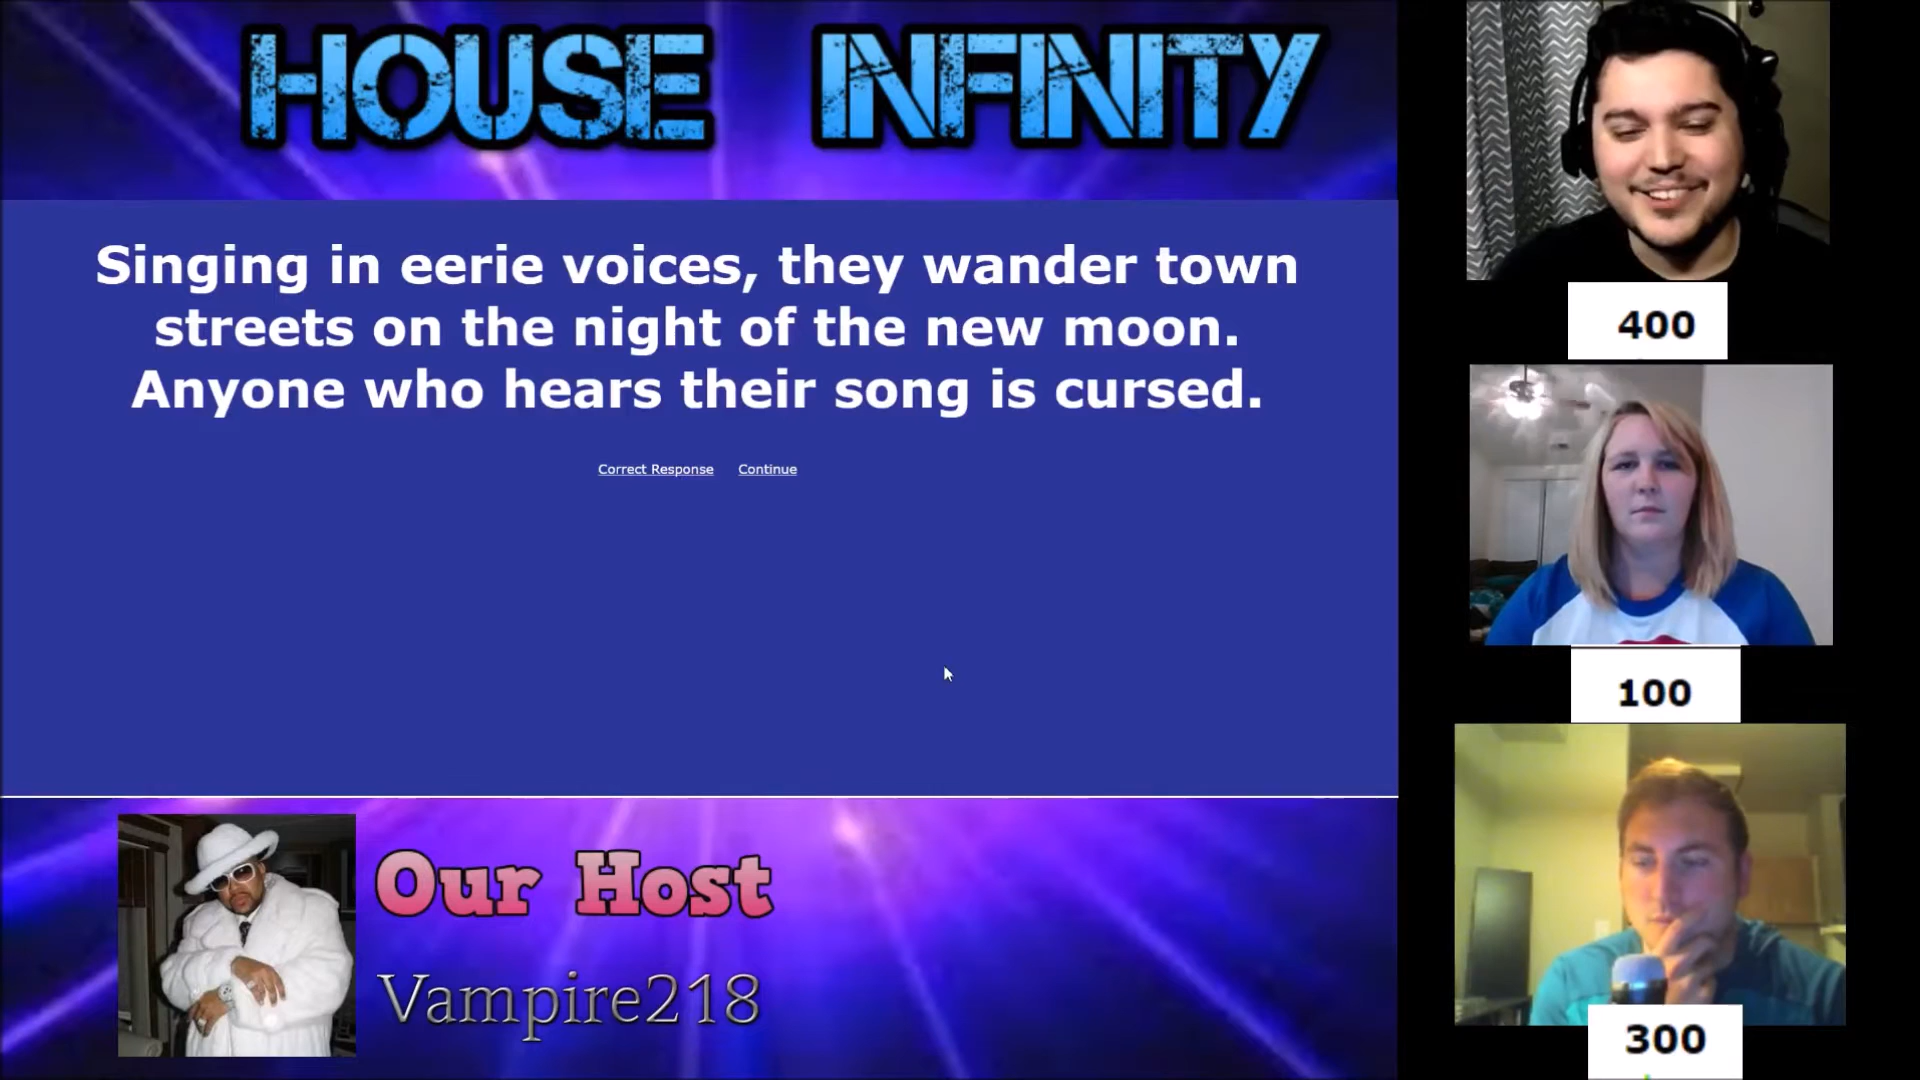 HOUSE INFINITY
Singing in eerie voices, they wander town
streets on the night of the new moon.
Anyone who hears their song is cursed.
Correct Response Continue
400
100
300
Our Host
Vampire218